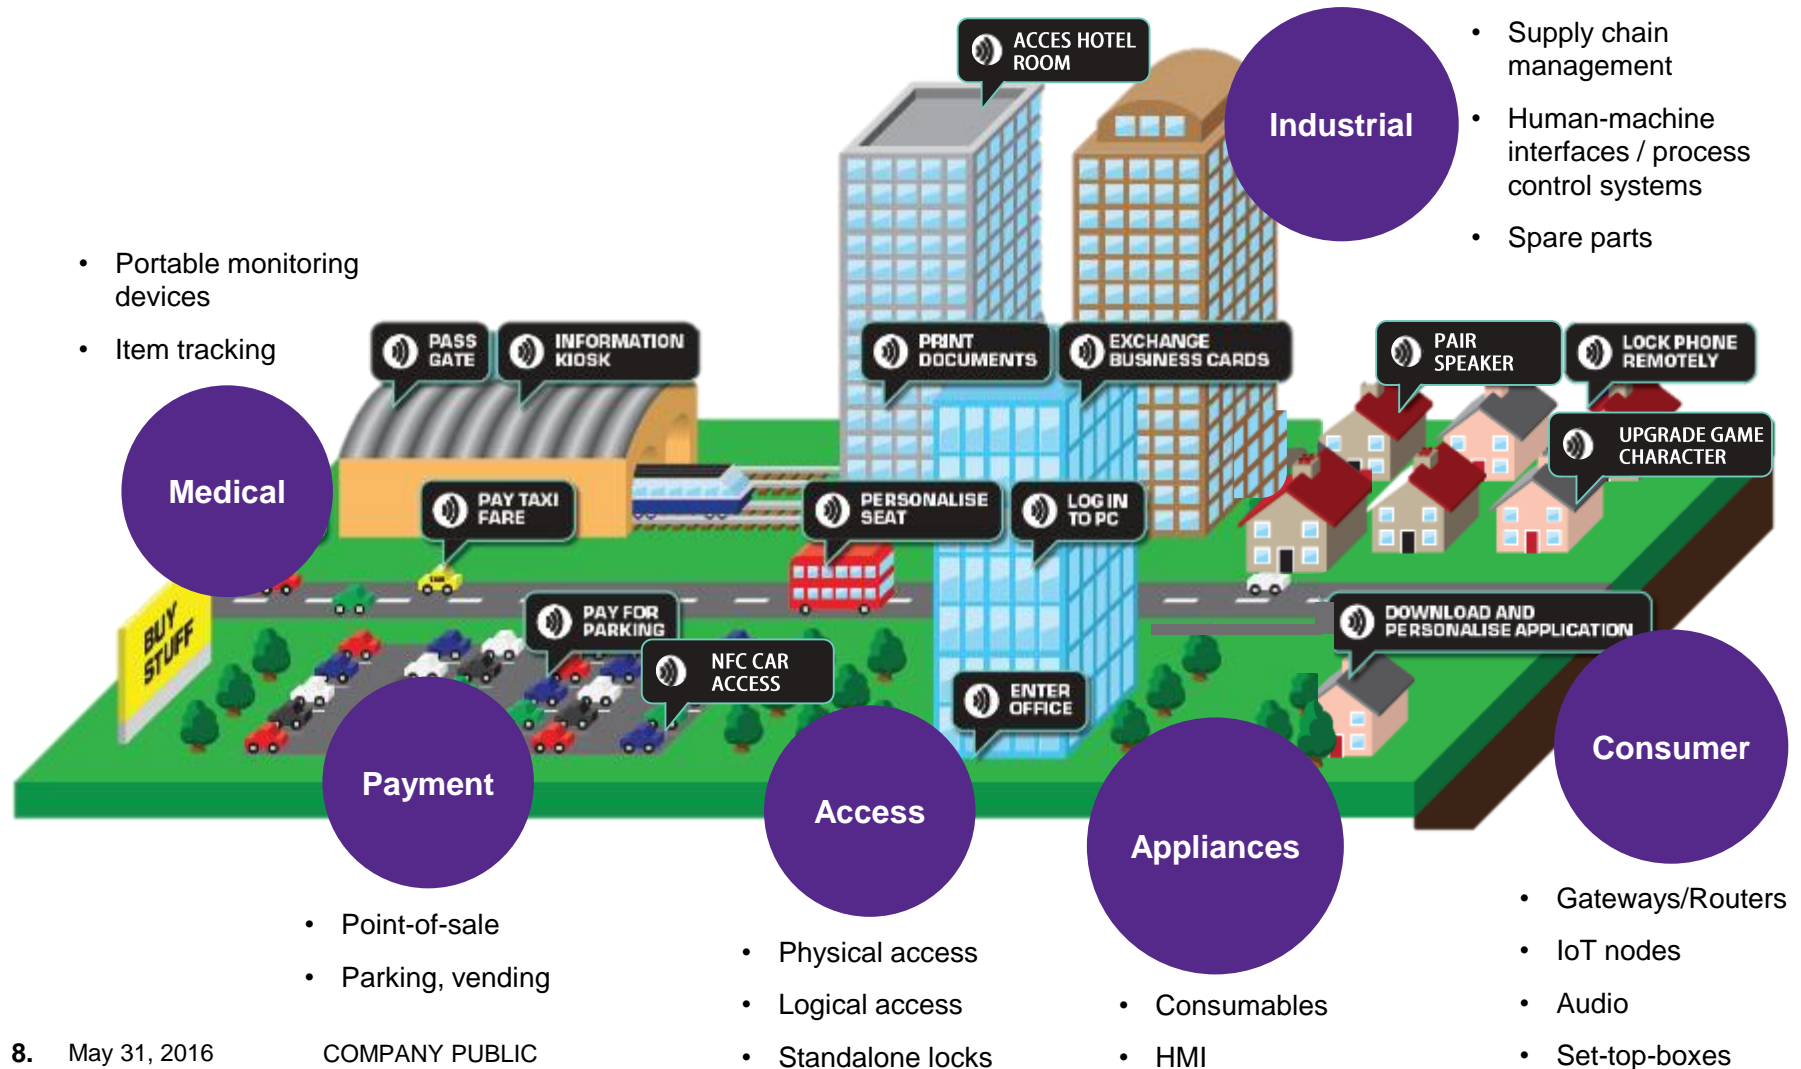 ACCES HOTEL
ROOM
Industrial
• Supply chain
management
• Human-machine
interfaces / process
control systems
• Spare parts
• Portable monitoring
devices
• Item tracking
Medical
PASS
GATE
INFORMATION
KIOSK
PRINT
DOCUMENTS
EXCHANGE
BUSINESS CARDS
PAIR
SPEAKER
LOCK PHONE
REMOTELY
UPGRADE GAME
CHARACTER
PAY TAXI
FARE
PERSONALISE
SEAT
LOG IN
TO PC
TAXI
BUY
STUFF
PAY FOR
PARKING
NFC CAR
ACCESS
DOWNLOAD AND
PERSONALISE APPLICATION
ENTER
OFFICE
Payment
• Point-of-sale
• Parking, vending
Access
• Physical access
• Logical access
• Standalone locks
Appliances
• Consumables
• HMI
Consumer
• Gateways/Routers
• IoT nodes
• Audio
• Set-top-boxes
8. May 31, 2016 COMPANY PUBLIC